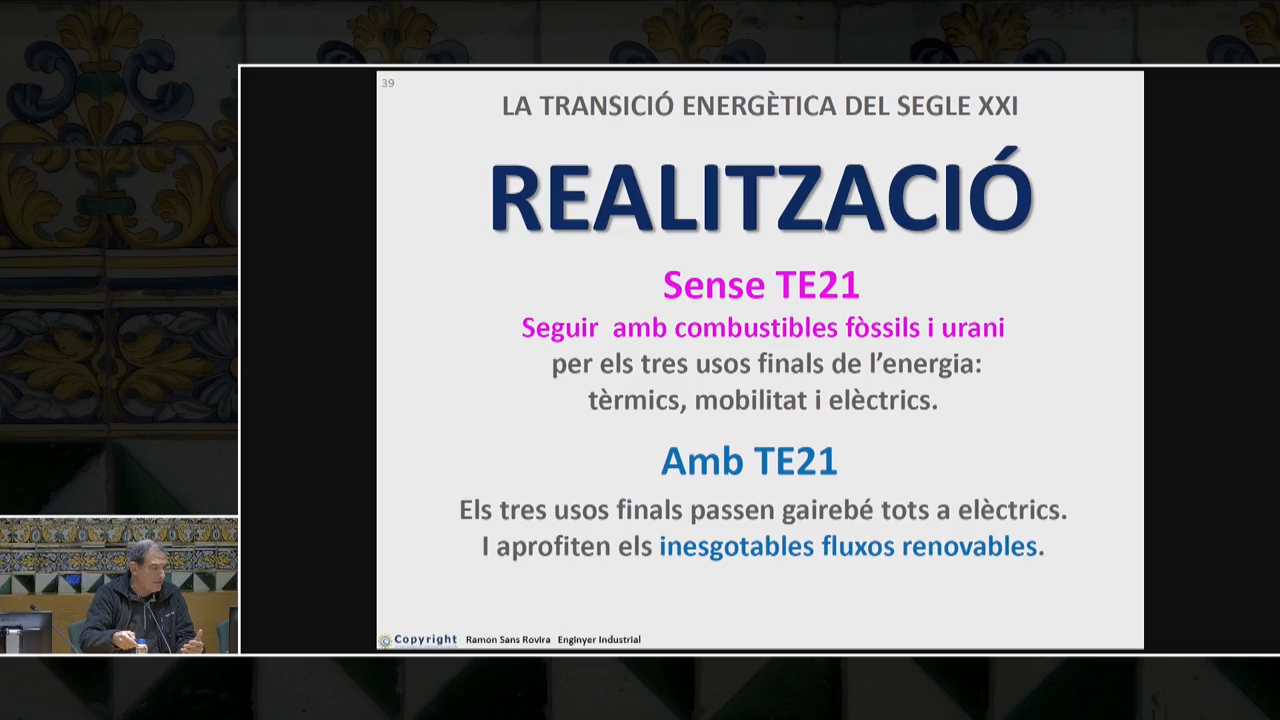 39
LA TRANSICIÓ ENERGÈTICA DEL SEGLE XXI
REALITZACIÓ
Sense TE21
Seguir amb combustibles fòssils i urani
per els tres usos finals de l’energia:
tèrmics, mobilitat i elèctrics.
Amb TE21
Els tres usos finals passen gairebé tots a elèctrics.
I aprofiten els inesgotables fluxos renovables.
Copyright Ramon Sans Rovira Enginyer Industrial